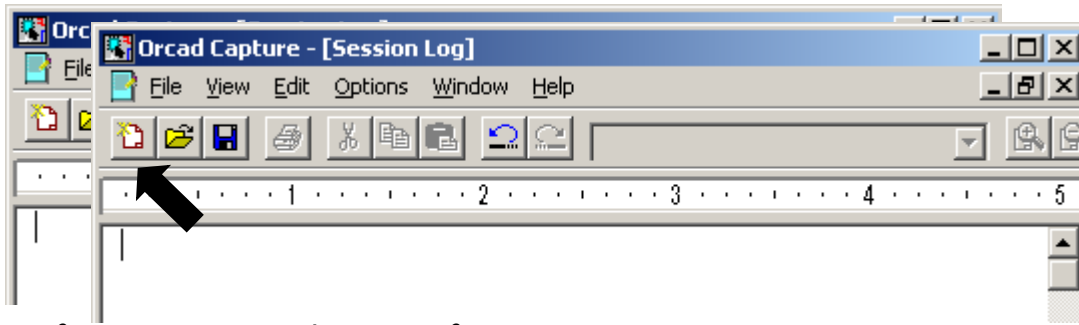 Orc
Orcad Capture - [Session Log]
File
File View Edit Options Window Help
1 2 3 4 5